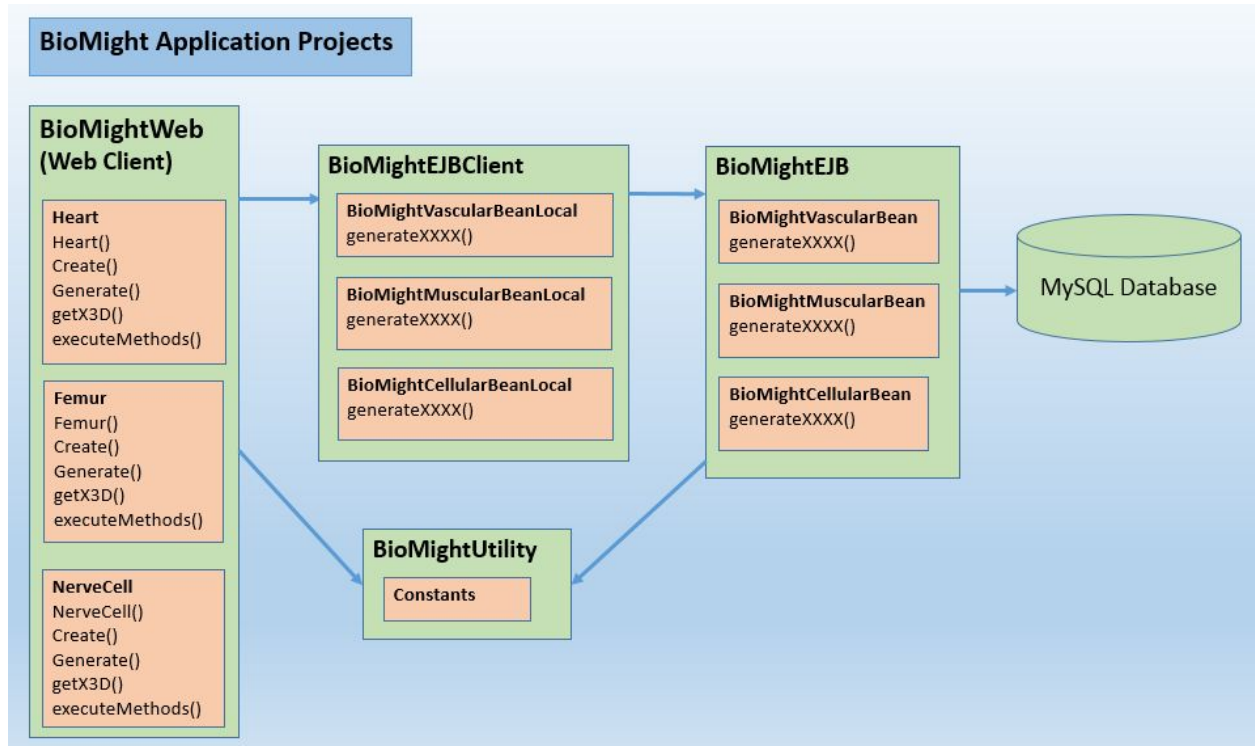 BioMight Application Projects
BioMightWeb
(Web Client)
Heart
Heart()
Create()
Generate()
getX3D()
executeMethods()
Femur
Femur()
Create()
Generate()
getX3D()
executeMethods()
NerveCell
NerveCell()
Create()
Generate()
getX3D()
executeMethods()
BioMightEJBClient
BioMightVascularBeanLocal
generateXXXX()
BioMightMuscularBeanLocal
generateXXXX()
BioMightCellularBeanLocal
generateXXXX()
BioMightEJB
BioMightVascularBean
generateXXXX()
BioMightMuscularBean
generateXXXX()
BioMightCellularBean
generateXXXX()
MySQL Database
BioMightUtility
Constants